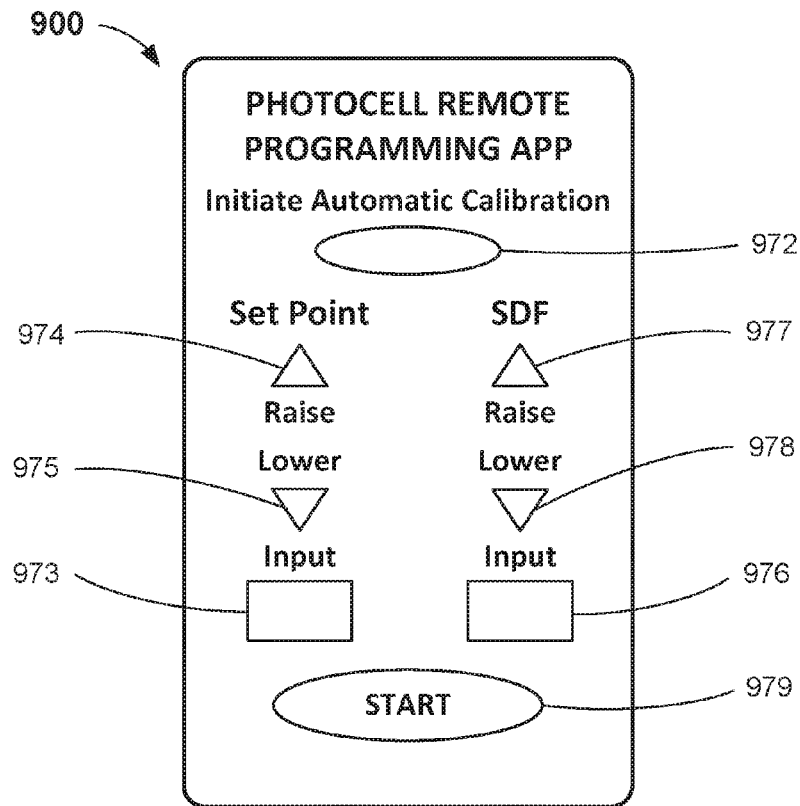 900
PHOTOCELL REMOTE
PROGRAMMING APP
Initiate Automatic Calibration
972
Set Point SDF
974 977
Raise Raise
Lower Lower
975 978
Input Input
973 976
START 979